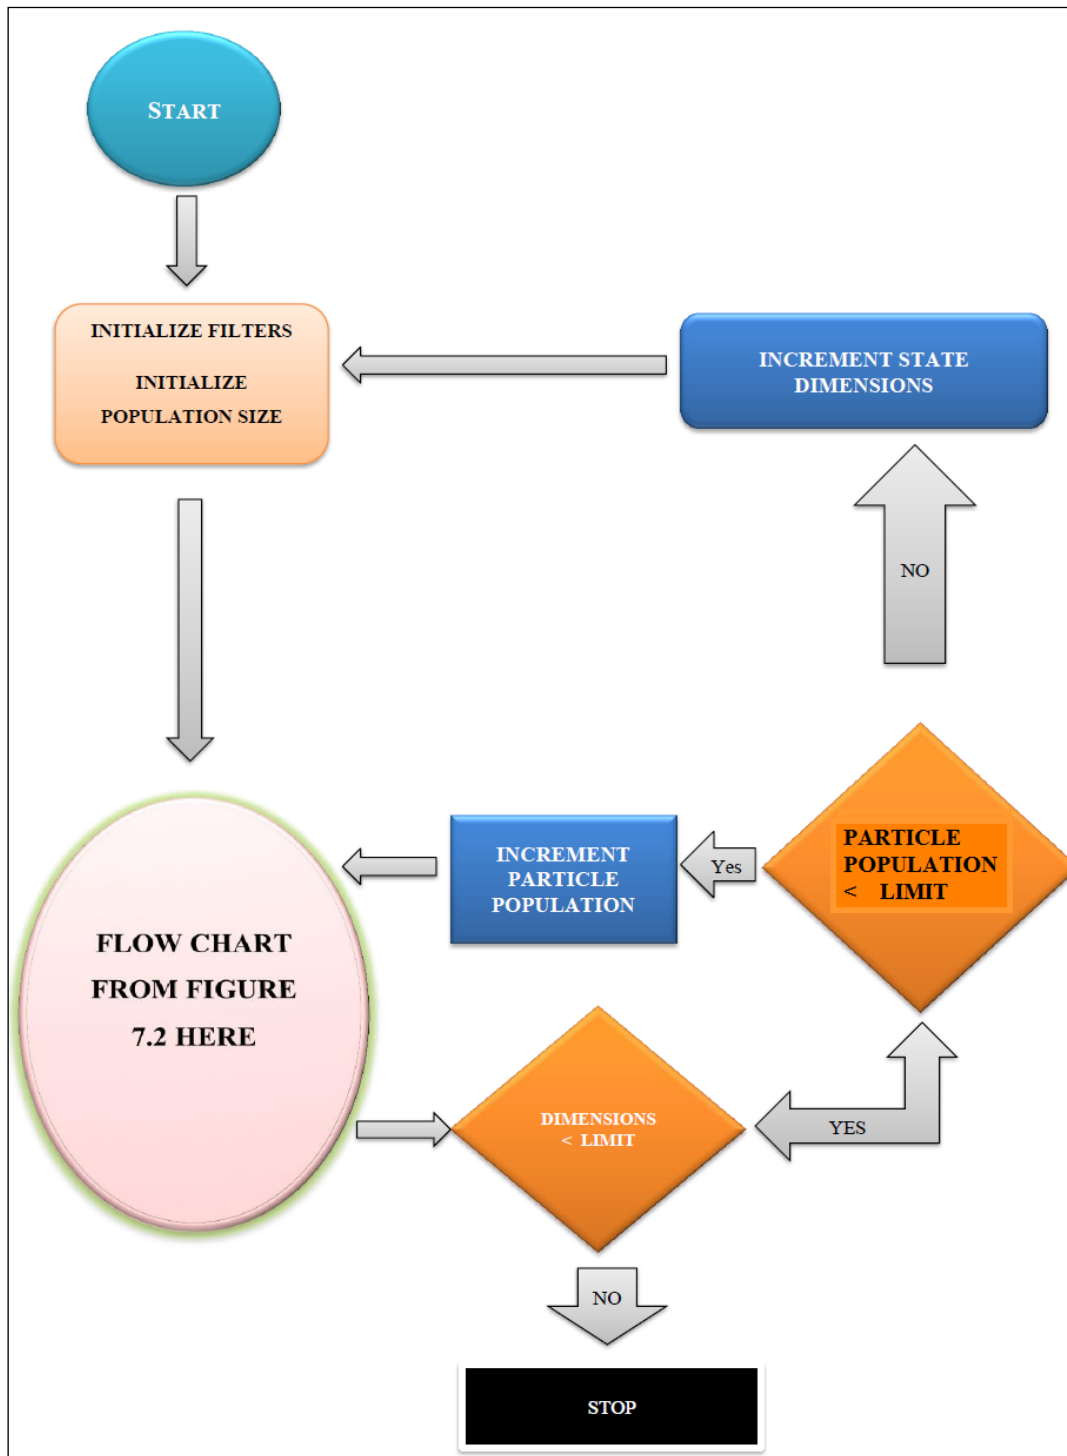 START
INITIALIZE FILTERS
INITIALIZE
POPULATION SIZE
INCREMENT STATE
DIMENSIONS
NO
PARTICLE
POPULATION
< LIMIT
Yes
INCREMENT
PARTICLE
POPULATION
FLOW CHART
FROM FIGURE
7.2 HERE
DIMENSIONS
< LIMIT
YES
NO
STOP